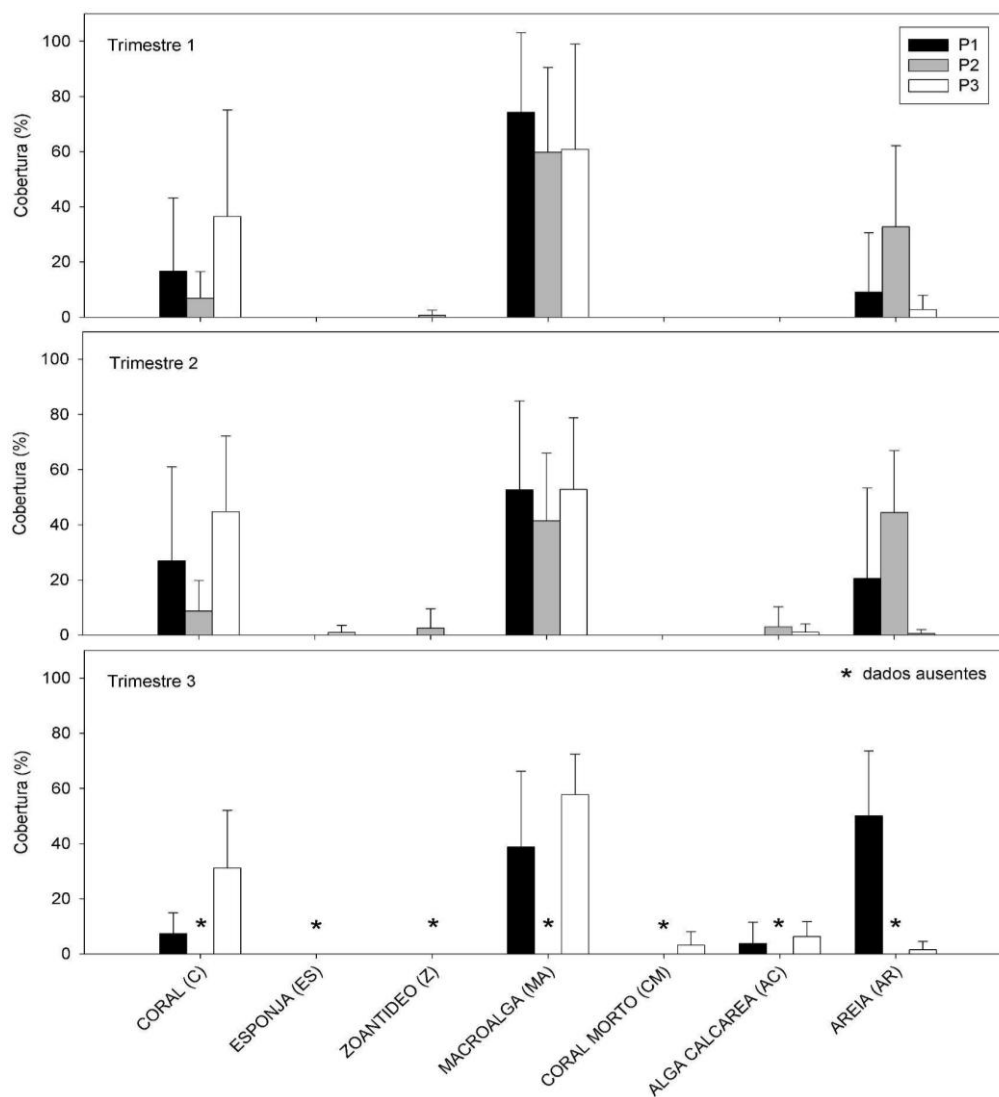 Trimestre 1
P1
P2
P3
Cobertura (%)
100
80
60
40
20
0
Trimestre 2
Cobertura (%)
100
80
60
40
20
0
Trimestre 3
* dados ausentes
Cobertura (%)
100
80
60
40
20
0
* * * * * * *
CORAL (C)
ESPONJA (ES)
ZOANTIDEO (Z)
MACROALGA (MA)
CORAL MORTO (CM)
ALGA CALCAREA (AC)
AREIA (AR)